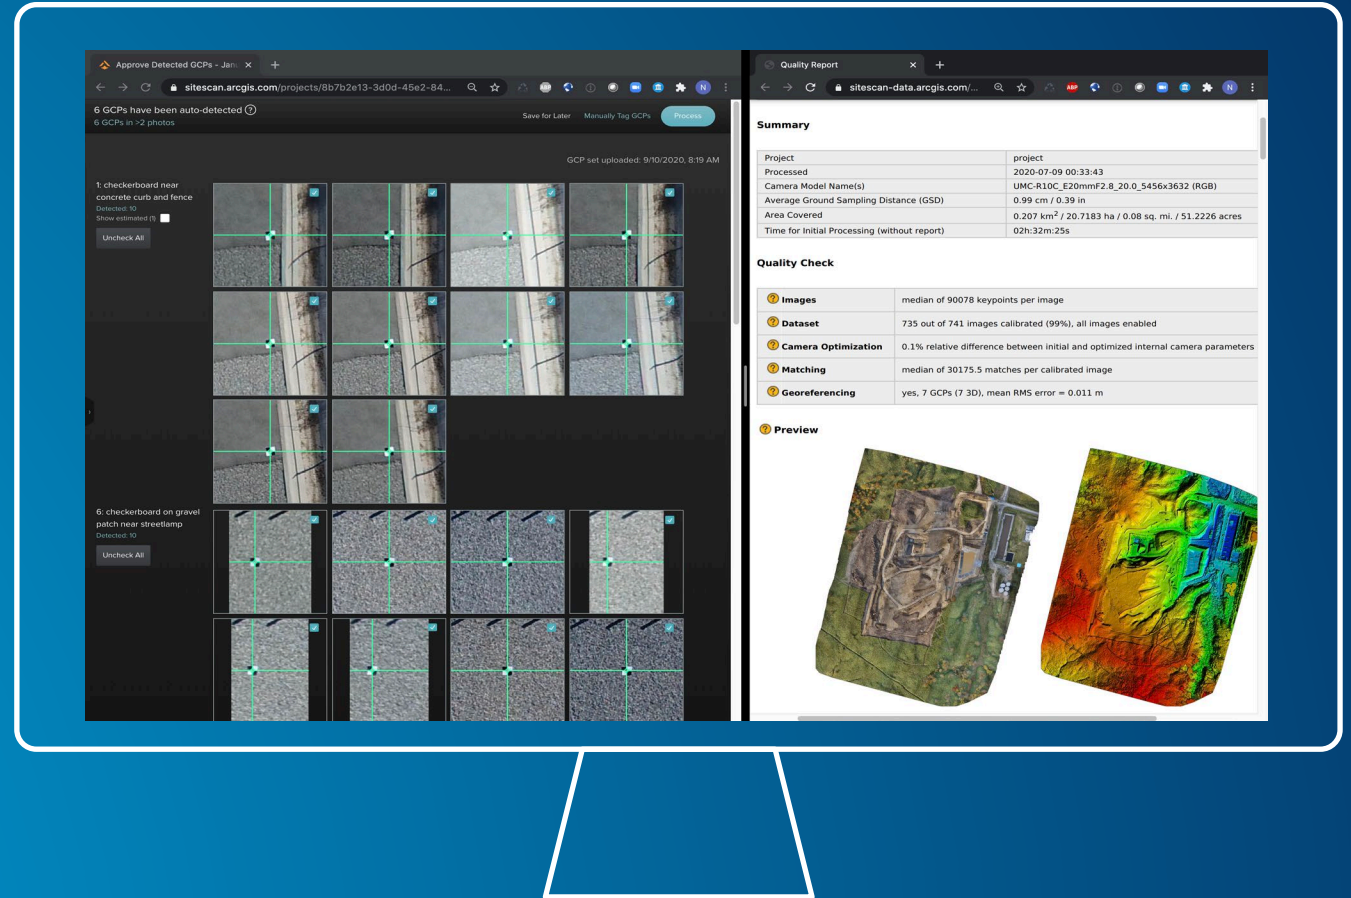 Approve Detected GCPs - Jan
sitescan.arcgis.com/projects/8b7b2e13-3d0d-45e2-84...
N
6 GCPs have been auto-detected ?
6 GCPs in >2 photos
Save for Later
Manually Tag GCPs
Process
GCP set uploaded: 9/10/2020, 8:19 AM
1: checkerboard near
concrete curb and fence
Detected: 10
Show estimated (1)
Uncheck All
6: checkerboard on gravel
patch near streetlamp
Detected: 10
Uncheck All
Quality Report
sitescan-data.arcgis.com/...
ABP
N
Summary
Project project
Processed 2020-07-09 00:33:43
Camera Model Name(s) UMC-R10C_E20mmF2.8_20.0_5456x3632 (RGB)
Average Ground Sampling Distance (GSD) 0.99 cm / 0.39 in
Area Covered 0.207 km² / 20.7183 ha / 0.08 sq. mi. / 51.2226 acres
Time for Initial Processing (without report) 02h:32m:25s
Quality Check
? Images median of 90078 keypoints per image
? Dataset 735 out of 741 images calibrated (99%), all images enabled
? Camera Optimization 0.1% relative difference between initial and optimized internal camera parameters
? Matching median of 30175.5 matches per calibrated image
? Georeferencing yes, 7 GCPs (7 3D), mean RMS error = 0.011 m
? Preview